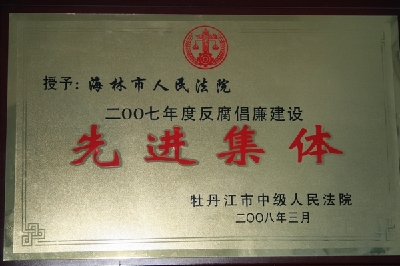 授予：海林市人民法院
二OO七年度反腐倡廉建设
先进集体
牡丹江市中级人民法院
二OO八年三月